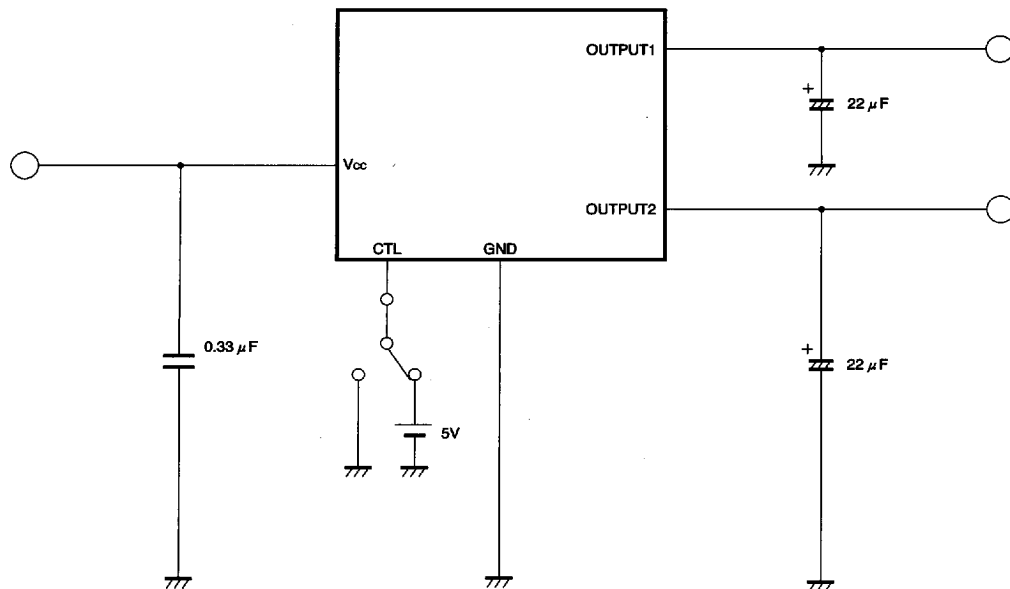 OUTPUT1
+
22 μF
Vcc
OUTPUT2
CTL
GND
0.33 μF
+
22 μF
5V